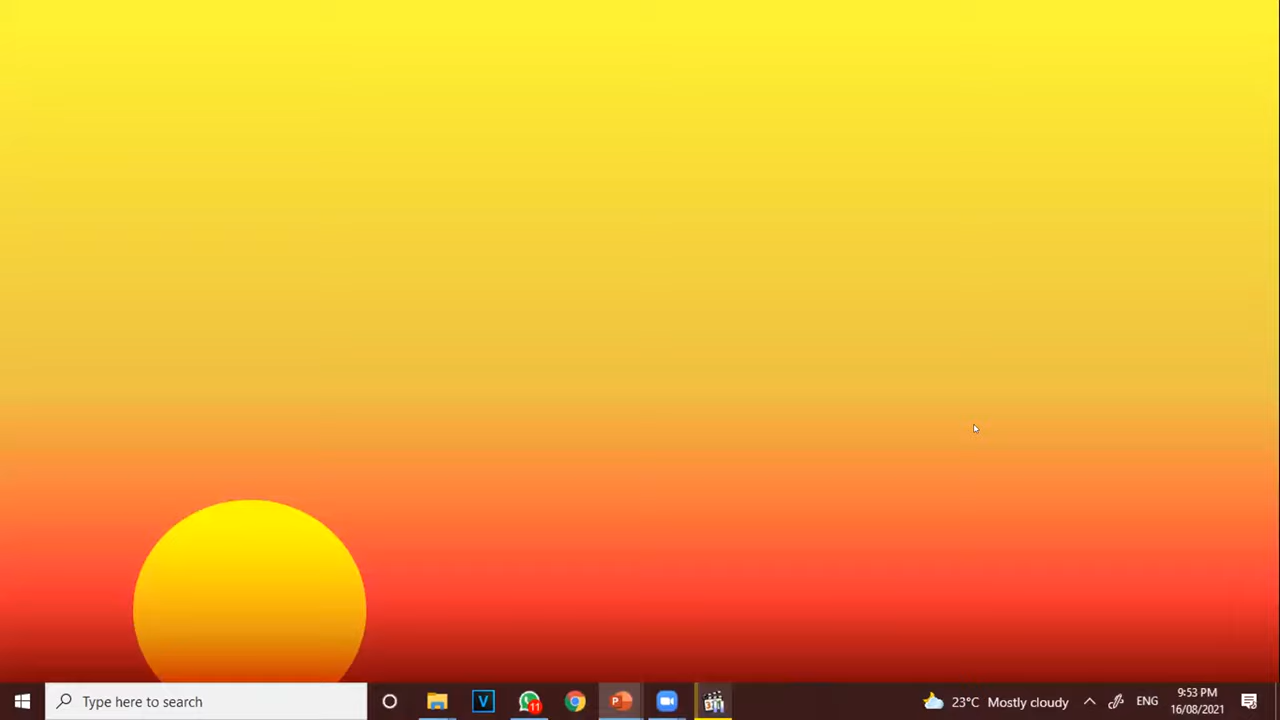 Type here to search
V
11
P
23°C Mostly cloudy
ENG
9:53 PM
16/08/2021